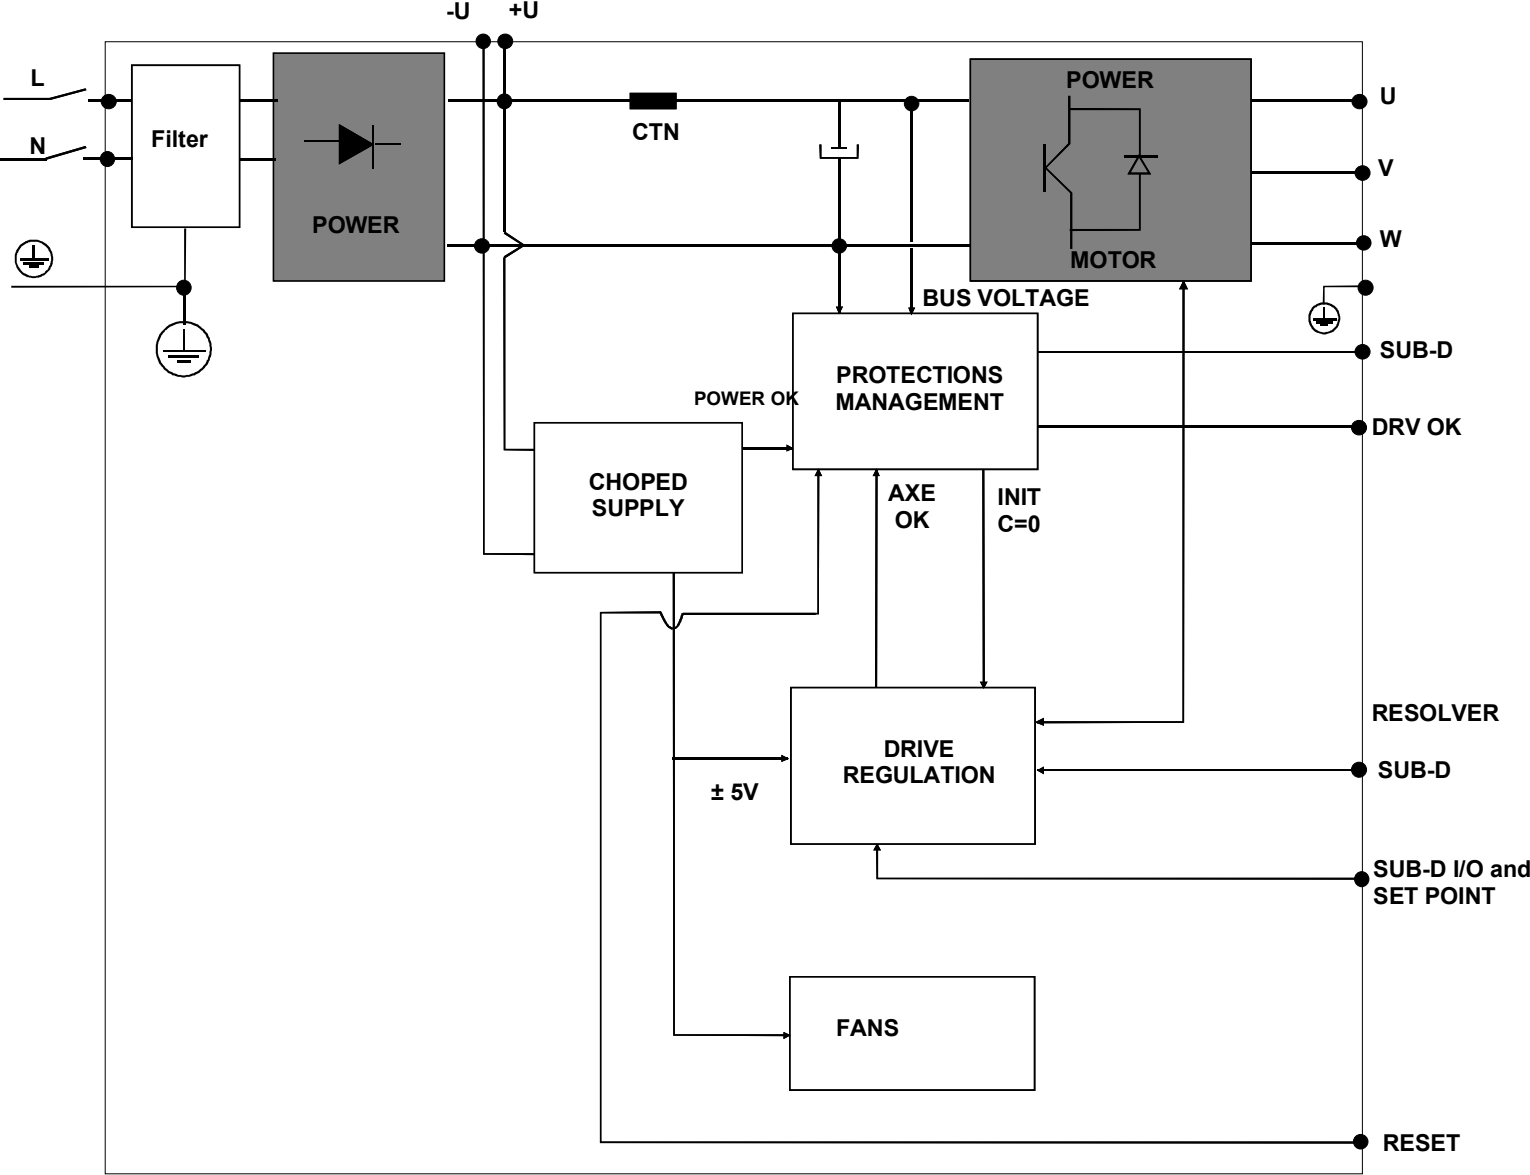 -U
+U
L
N
Filter
POWER
CTN
POWER
MOTOR
U
V
W
BUS VOLTAGE
PROTECTIONS
MANAGEMENT
POWER OK
SUB-D
DRV OK
CHOPED
SUPPLY
AXE
OK
INIT
C=0
DRIVE
REGULATION
± 5V
RESOLVER
SUB-D
SUB-D I/O and
SET POINT
FANS
RESET